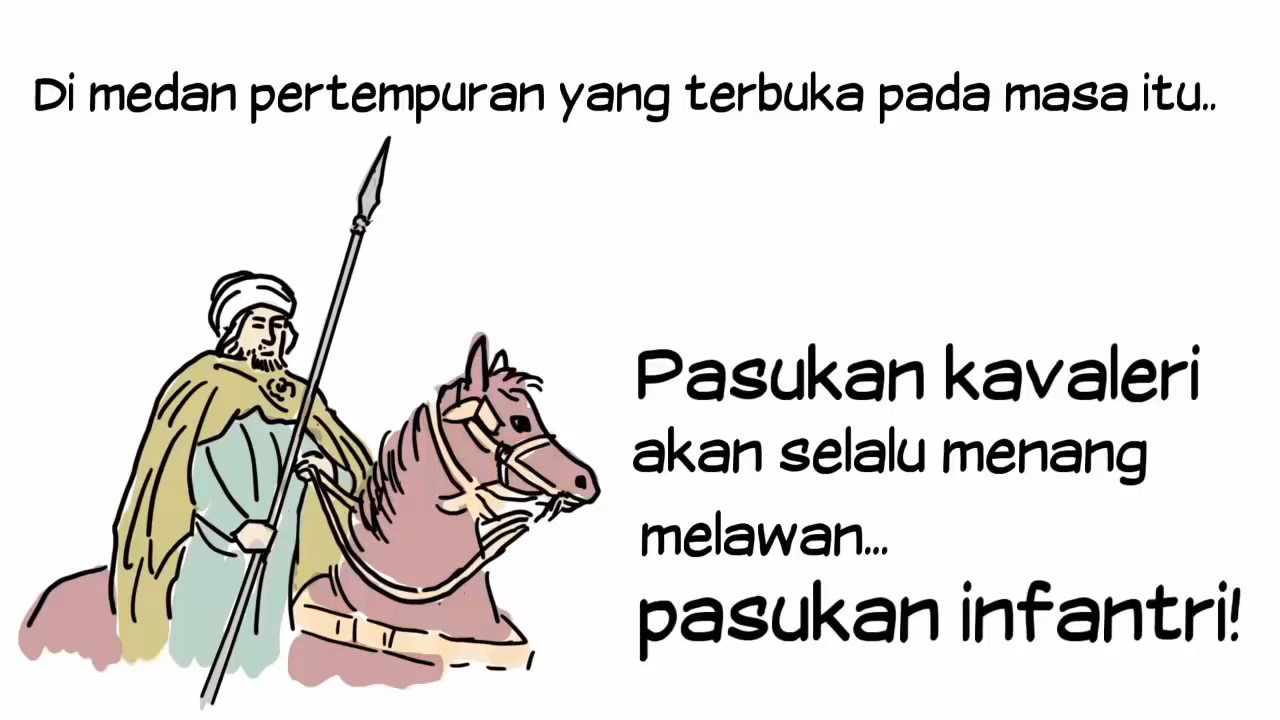 Di medan pertempuran yang terbuka pada masa itu..
Pasukan kavaleri
akan selalu menang
melawan...
pasukan infantri!